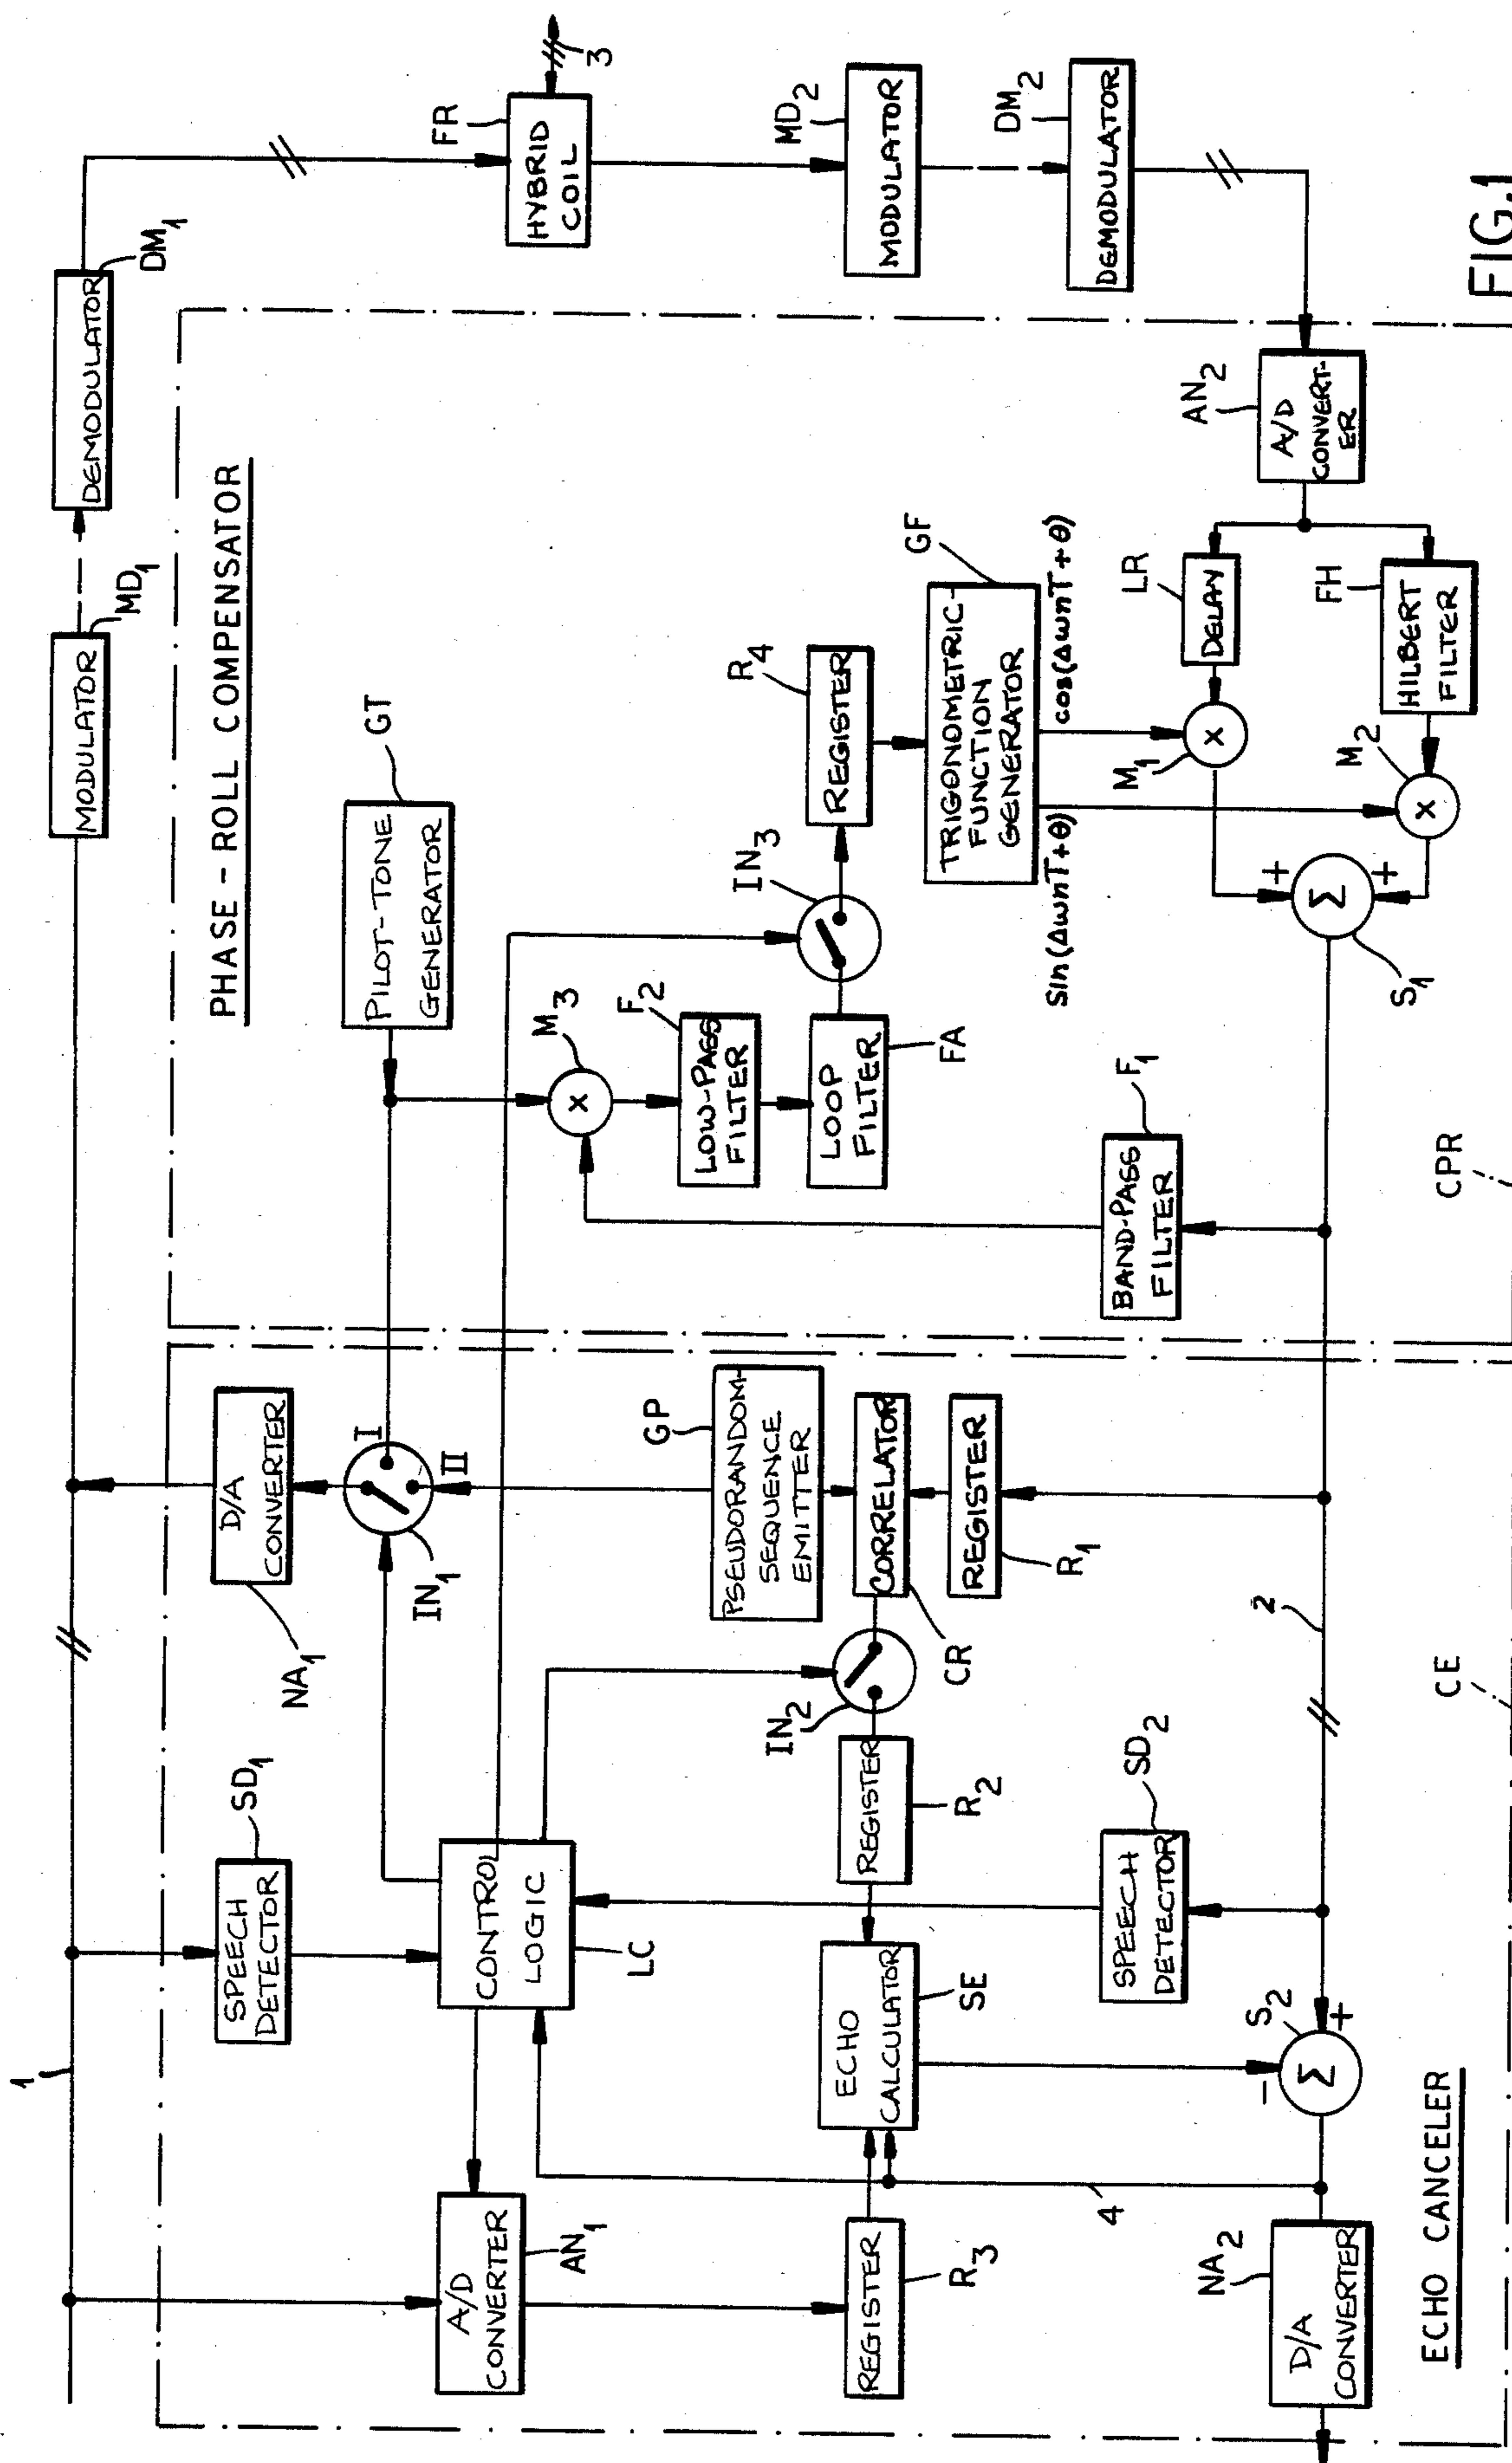 1
MODULATOR
MD1
DEMODULATOR
DM1
PHASE-ROLL COMPENSATOR
SPEECH
DETECTOR
SD1
D/A
CONVERTER
NA1
PILOT-TONE
GENERATOR
GT
FR
HYBRID
COIL
3
A/D
CONVERTER
AN1
CONTROL
LOGIC
LC
IN1
I
II
M3
X
F2
LOW-PASS
FILTER
LOOP
FILTER
FA
IN3
R4
REGISTER
GF
TRIGONOMETRIC
FUNCTION
GENERATOR
sin(ΔωnT+θ)
cos(ΔωnT+θ)
MD2
MODULATOR
DM2
DEMODULATOR
GP
PSEUDORANDOM-
SEQUENCE
EMITTER
CORRELATOR
CR
REGISTER
R1
IN2
REGISTER
R2
ECHO
CALCULATOR
SE
REGISTER
R3
SPEECH
DETECTOR
SD2
BAND-PASS
FILTER
F1
LR
DELAY
M1
X
AN2
A/D
CONVERT-
ER
FH
HILBERT
FILTER
M2
X
+
+
Σ
S1
4
NA2
D/A
CONVERTER
-
S2
+
Σ
2
ECHO CANCELER
CE
CPR
FIG.1